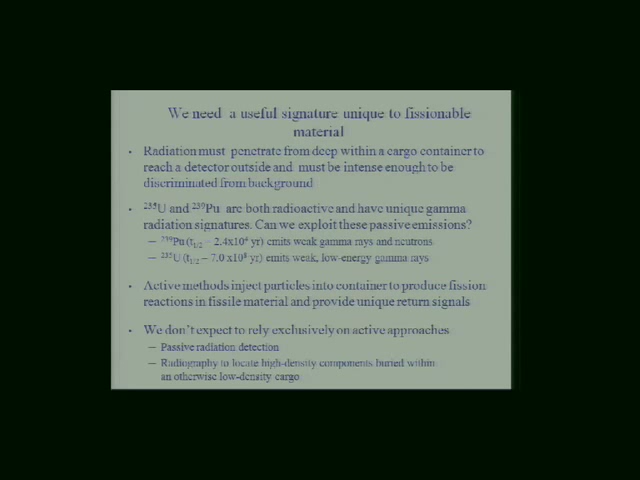 We need a useful signature unique to fissionable
material
• Radiation must penetrate from deep within a cargo container to
reach a detector outside and must be intense enough to be
discriminated from background
• ²³⁵U and ²³⁹Pu are both radioactive and have unique gamma
radiation signatures. Can we exploit these passive emissions?
– ²³⁹Pu (t₁/₂ – 2.4x10⁴ yr) emits weak gamma rays and neutrons
– ²³⁵U (t₁/₂ – 7.0 x10⁸ yr) emits weak, low-energy gamma rays
• Active methods inject particles into container to produce fission
reactions in fissile material and provide unique return signals
• We don't expect to rely exclusively on active approaches
– Passive radiation detection
– Radiography to locate high-density components buried within
an otherwise low-density cargo